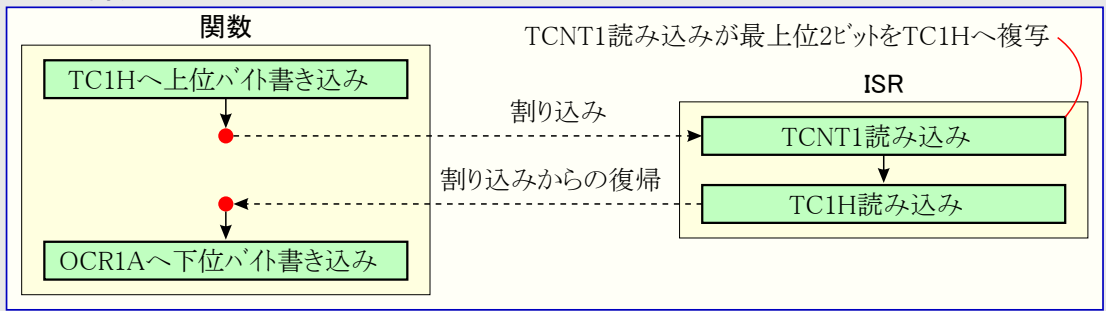 関数
TCNT1読み込みが最上位2ﾋﾞｯﾄをTC1Hへ複写
TC1Hへ上位ﾊﾞｲﾄ書き込み
ISR
割り込み
TCNT1読み込み
割り込みからの復帰
TC1H読み込み
OCR1Aへ下位ﾊﾞｲﾄ書き込み